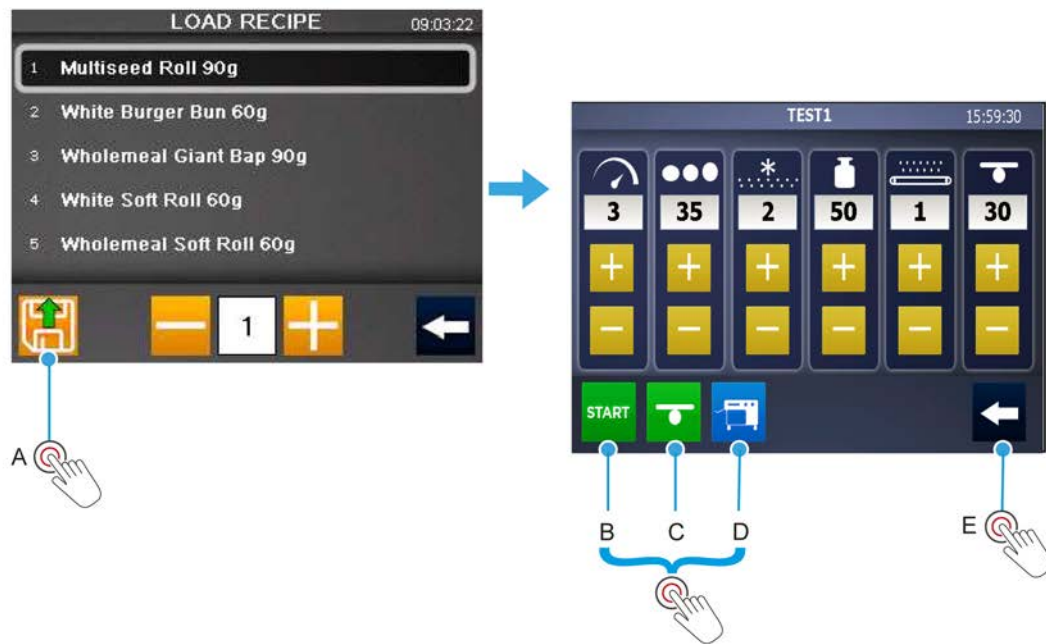 LOAD RECIPE 09:03:22
1 Multiseed Roll 90g
2 White Burger Bun 60g
3 Wholemeal Giant Bap 90g
4 White Soft Roll 60g
5 Wholemeal Soft Roll 60g
1
A
TEST1 15:59:30
3 35 2 50 1 30
START
B C D
E